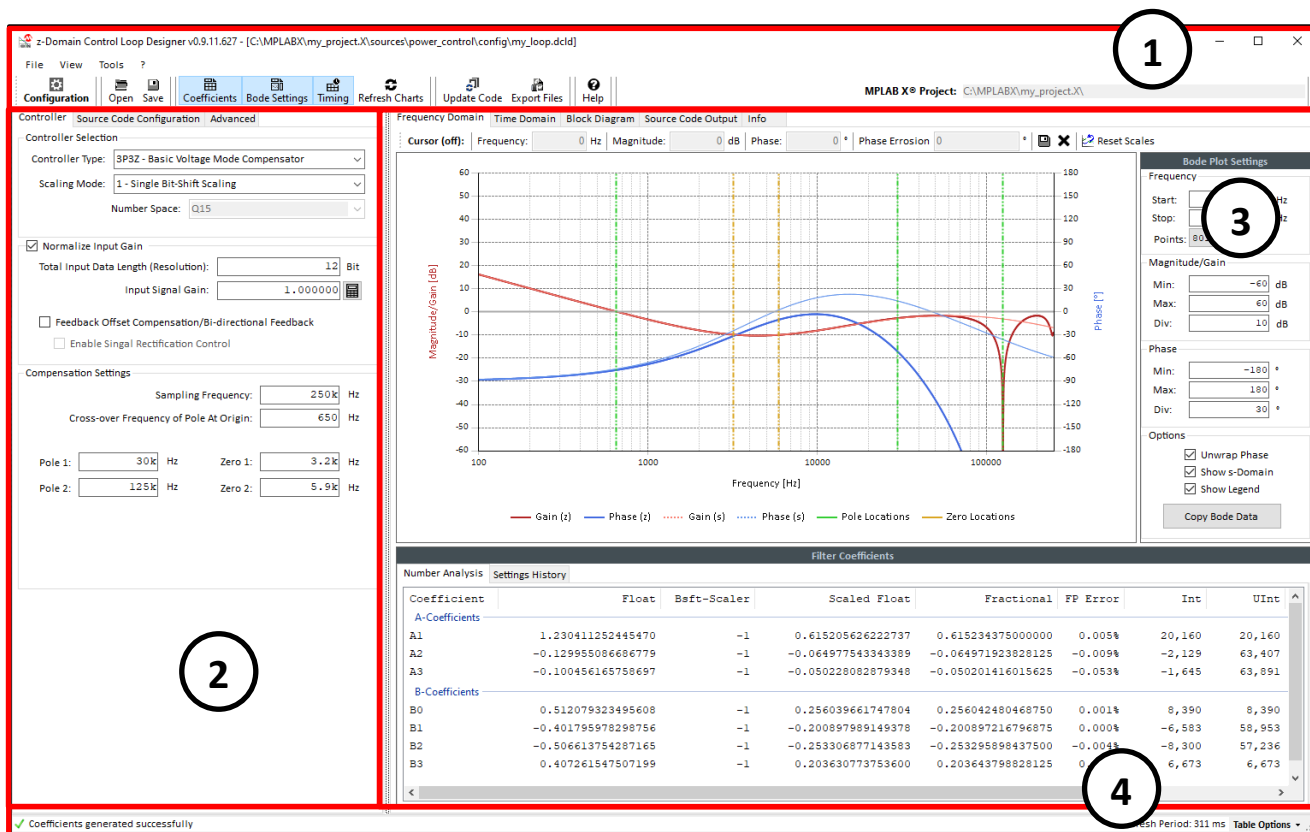 z-Domain Control Loop Designer v0.9.11.627 - [C:\MPLABX\my_project.X\sources\power_control\config\my_loop.dcld]
1
File View Tools ?
Configuration Open Save Coefficients Bode Settings Timing Refresh Charts Update Code Export Files Help MPLAB X® Project: C:\MPLABX\my_project.X\
Controller Source Code Configuration Advanced
Controller Selection
Controller Type: 3P3Z - Basic Voltage Mode Compensator
Scaling Mode: 1 - Single Bit-Shift Scaling
Number Space: Q15
Normalize Input Gain
Total Input Data Length (Resolution): 12 Bit
Input Signal Gain: 1.000000
Feedback Offset Compensation/Bi-directional Feedback
Enable Singal Rectification Control
Compensation Settings
Sampling Frequency: 250k Hz
Cross-over Frequency of Pole At Origin: 650 Hz
Pole 1: 30k Hz Zero 1: 3.2k Hz
Pole 2: 125k Hz Zero 2: 5.9k Hz
2
Frequency Domain Time Domain Block Diagram Source Code Output Info
Cursor (off): Frequency: 0 Hz Magnitude: 0 dB Phase: 0 ° Phase Errosion 0 ° Reset Scales
Magnitude/Gain [dB]
60
50
40
30
20
10
0
-10
-20
-30
-40
-50
-60
180
150
120
90
60
30
0
-30
-60
-90
-120
-150
-180
Phase [°]
100 1000 10000 100000
Frequency [Hz]
Gain (z) Phase (z) Gain (s) Phase (s) Pole Locations Zero Locations
Bode Plot Settings
Frequency
Start: Hz
Stop:
Points:
3
Magnitude/Gain
Min: -60 dB
Max: 60 dB
Div: 10 dB
Phase
Min: -180 °
Max: 180 °
Div: 30 °
Options
Unwrap Phase
Show s-Domain
Show Legend
Copy Bode Data
Filter Coefficients
Number Analysis Settings History
Coefficient Float Bsft-Scaler Scaled Float Fractional FP Error Int UInt
A-Coefficients
A1 1.230411252445470 -1 0.615205626222737 0.615234375000000 0.005% 20,160 20,160
A2 -0.129955086686779 -1 -0.064977543343389 -0.064971923828125 -0.009% -2,129 63,407
A3 -0.100456165758697 -1 -0.050228082879348 -0.050201416015625 -0.053% -1,645 63,891
B-Coefficients
B0 0.512079323495608 -1 0.256039661747804 0.256042480468750 0.001% 8,390 8,390
B1 -0.401795978298756 -1 -0.200897989149378 -0.200897216796875 0.000% -6,583 58,953
B2 -0.506613754287165 -1 -0.253306877143583 -0.253295898437500 -0.004% -8,300 57,236
B3 0.407261547507199 -1 0.203630773753600 0.203643798828125 6,673 6,673
4
Coefficients generated successfully
Period: 311 ms Table Options